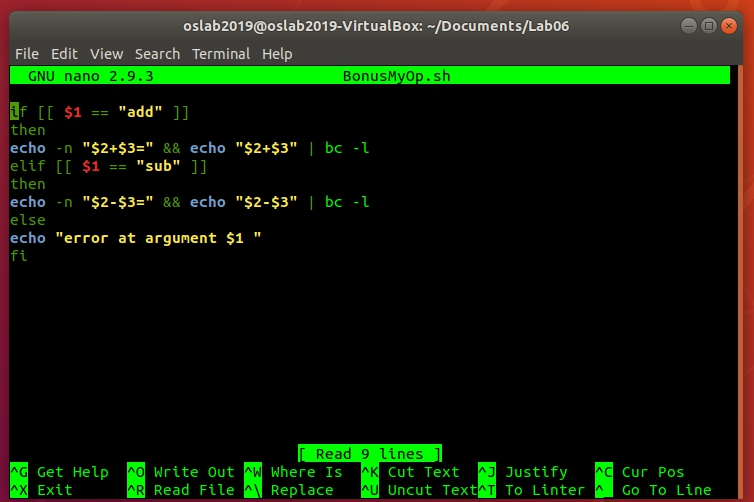 oslab2019@oslab2019-VirtualBox: ~/Documents/Lab06
File Edit View Search Terminal Help
GNU nano 2.9.3 BonusMyOp.sh
if [[ $1 == "add" ]]
then
echo -n "$2+$3=" && echo "$2+$3" | bc -l
elif [[ $1 == "sub" ]]
then
echo -n "$2-$3=" && echo "$2-$3" | bc -l
else
echo "error at argument $1 "
fi
[ Read 9 lines ]
^G Get Help ^O Write Out ^W Where Is ^K Cut Text ^J Justify ^C Cur Pos
^X Exit ^R Read File ^\ Replace ^U Uncut Text ^T To Linter ^_ Go To Line